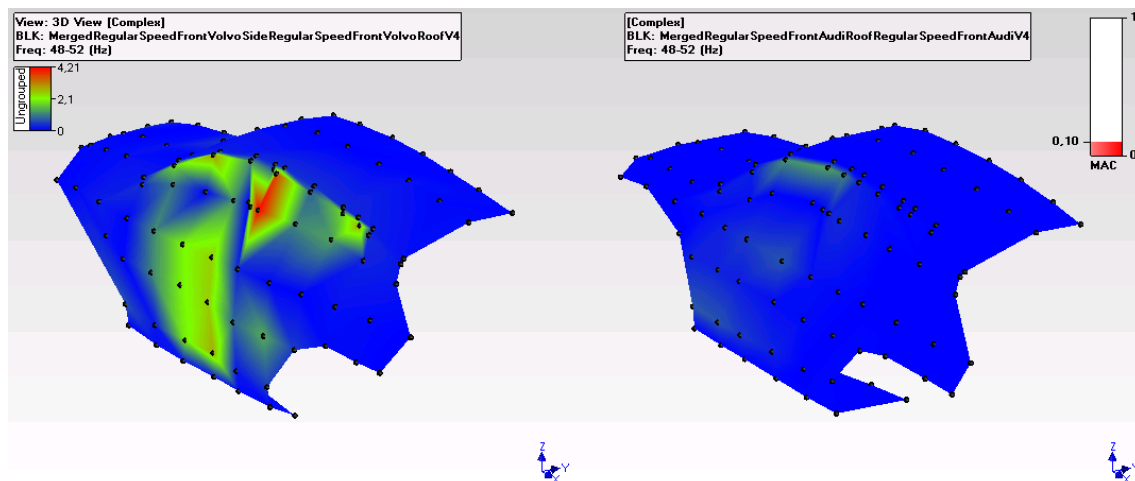 View: 3D View [Complex]
BLK: MergedRegularSpeedFrontVolvoSideRegularSpeedFrontVolvoRoofV4
Freq: 48-52 (Hz)
Ungrouped
4,21
2,1
0
[Complex]
BLK: MergedRegularSpeedFrontAudiRoofRegularSpeedFrontAudiV4
Freq: 48-52 (Hz)
1
0,10
0
MAC
Z
Y
X
Z
Y
X